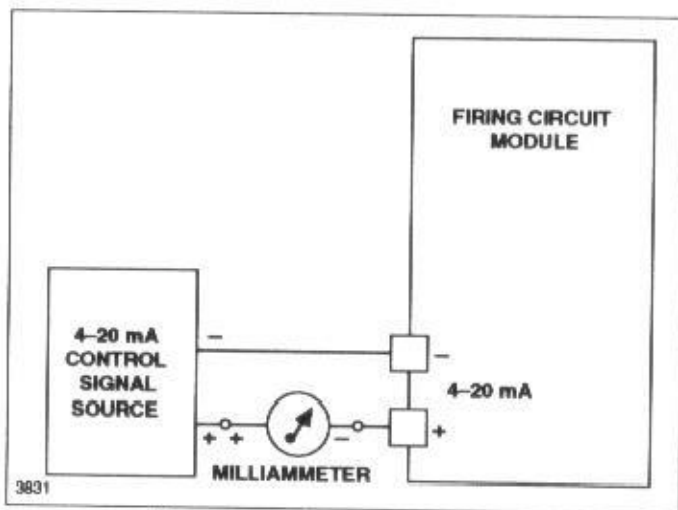 FIRING CIRCUIT
MODULE
4–20 mA
CONTROL
SIGNAL
SOURCE
–
–
4–20 mA
+ +
–
+
MILLIAMMETER
3831